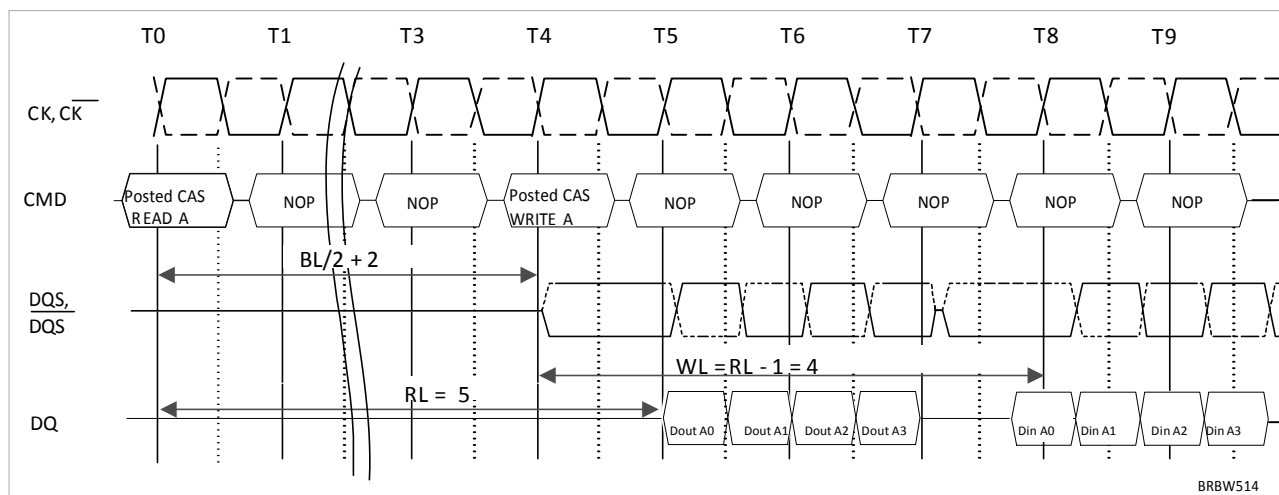 T0 T1 T3 T4 T5 T6 T7 T8 T9
CK, CK
CMD
Posted CAS
READ A
NOP
NOP
Posted CAS
WRITE A
NOP
NOP
NOP
NOP
NOP
BL/2 + 2
DQS,
DQS
WL = RL - 1 = 4
RL = 5
DQ
Dout A0 Dout A1 Dout A2 Dout A3 Din A0 Din A1 Din A2 Din A3
BRBW514